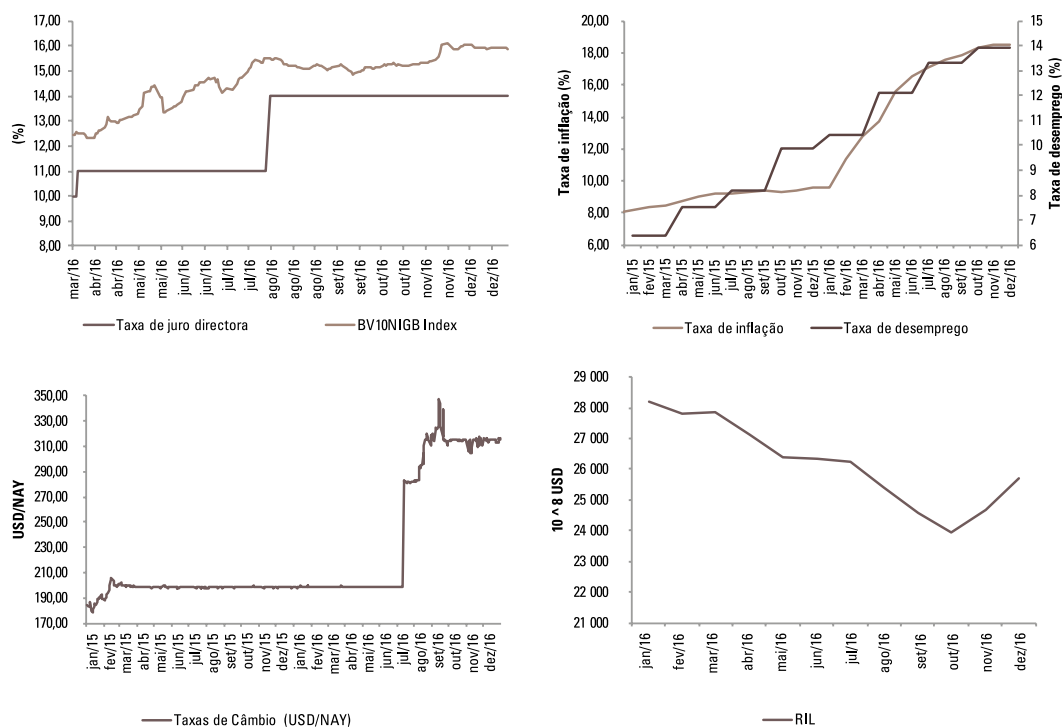 17,00
16,00
15,00
14,00
13,00
12,00
11,00
10,00
9,00
8,00
(%)
mar/16
abr/16
abr/16
mai/16
mai/16
jun/16
jun/16
jul/16
jul/16
ago/16
ago/16
ago/16
set/16
set/16
out/16
out/16
nov/16
nov/16
dez/16
dez/16
Taxa de juro directora
BV10NIGB Index
20,00
18,00
16,00
14,00
12,00
10,00
8,00
6,00
Taxa de inflação (%)
15
14
13
12
11
10
9
8
7
6
Taxa de desemprego (%)
jan/15
fev/15
mar/15
abr/15
mai/15
jun/15
jul/15
ago/15
set/15
out/15
nov/15
dez/15
jan/16
fev/16
mar/16
abr/16
mai/16
jun/16
jul/16
ago/16
set/16
out/16
nov/16
dez/16
Taxa de inflação
Taxa de desemprego
350,00
330,00
310,00
290,00
270,00
250,00
230,00
210,00
190,00
170,00
USD/NAY
jan/15
fev/15
mar/15
abr/15
mai/15
jun/15
jul/15
ago/15
set/15
out/15
nov/15
dez/15
jan/16
fev/16
mar/16
abr/16
mai/16
jun/16
jul/16
ago/16
set/16
out/16
nov/16
dez/16
Taxas de Câmbio (USD/NAY)
29 000
28 000
27 000
26 000
25 000
24 000
23 000
22 000
21 000
10 ^ 8 USD
jan/16
fev/16
mar/16
abr/16
mai/16
jun/16
jul/16
ago/16
set/16
out/16
nov/16
dez/16
RIL